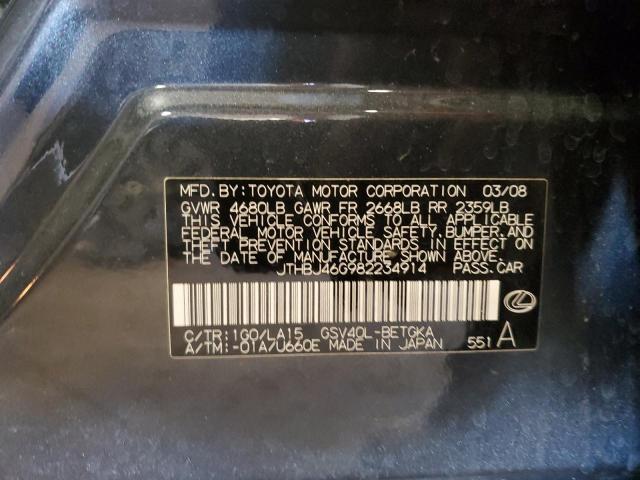 MFD. BY: TOYOTA MOTOR CORPORATION 03/08
GVWR 4680LB GAWR FR 2668LB RR 2359LB
THIS VEHICLE CONFORMS TO ALL APPLICABLE
FEDERAL MOTOR VEHICLE SAFETY, BUMPER, AND
THEFT PREVENTION STANDARDS IN EFFECT ON
THE DATE OF MANUFACTURE SHOWN ABOVE.
JTHBJ46G982234914 PASS. CAR
C/TR: 1G0/LA15 GSV40L-BETGKA
A/TM: -01A/U660E MADE IN JAPAN 551 A